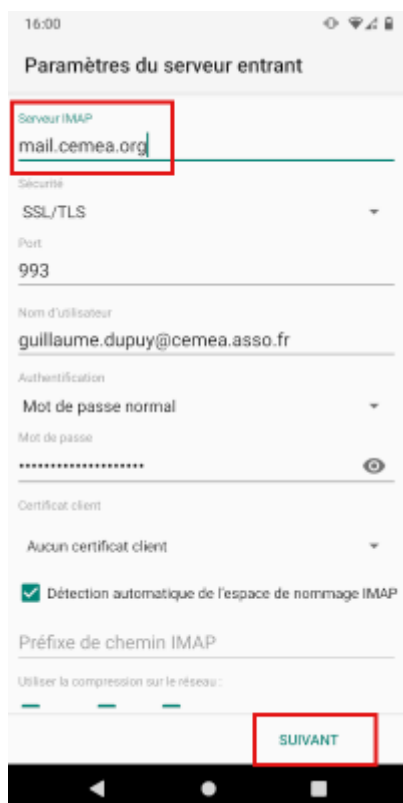 16:00
Paramètres du serveur entrant
Serveur IMAP
mail.cemea.org
Sécurité
SSL/TLS
Port
993
Nom d'utilisateur
guillaume.dupuy@cemea.asso.fr
Authentification
Mot de passe normal
Mot de passe
••••••••••••••••••••
Certificat client
Aucun certificat client
Détection automatique de l'espace de nommage IMAP
Préfixe de chemin IMAP
Utiliser la compression sur le réseau :
SUIVANT